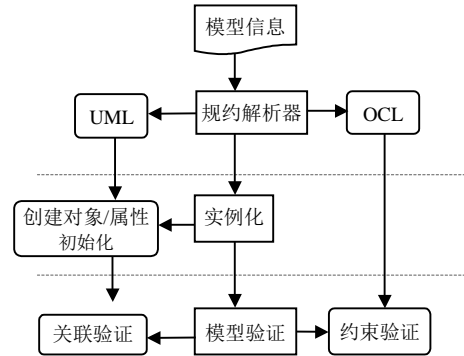 模型信息
UML
规约解析器
OCL
创建对象/属性
初始化
实例化
关联验证
模型验证
约束验证